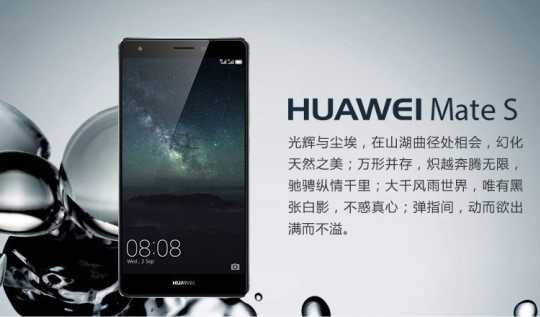 HUAWEI Mate S
光辉与尘埃，在山湖曲径处相会，幻化
天然之美；万形并存，炽越奔腾无限，
驰骋纵情千里；大千风雨世界，唯有黑
张白影，不惑真心；弹指间，动而欲出
满而不溢。
08:08
Wed, 2 Sep
HUAWEI